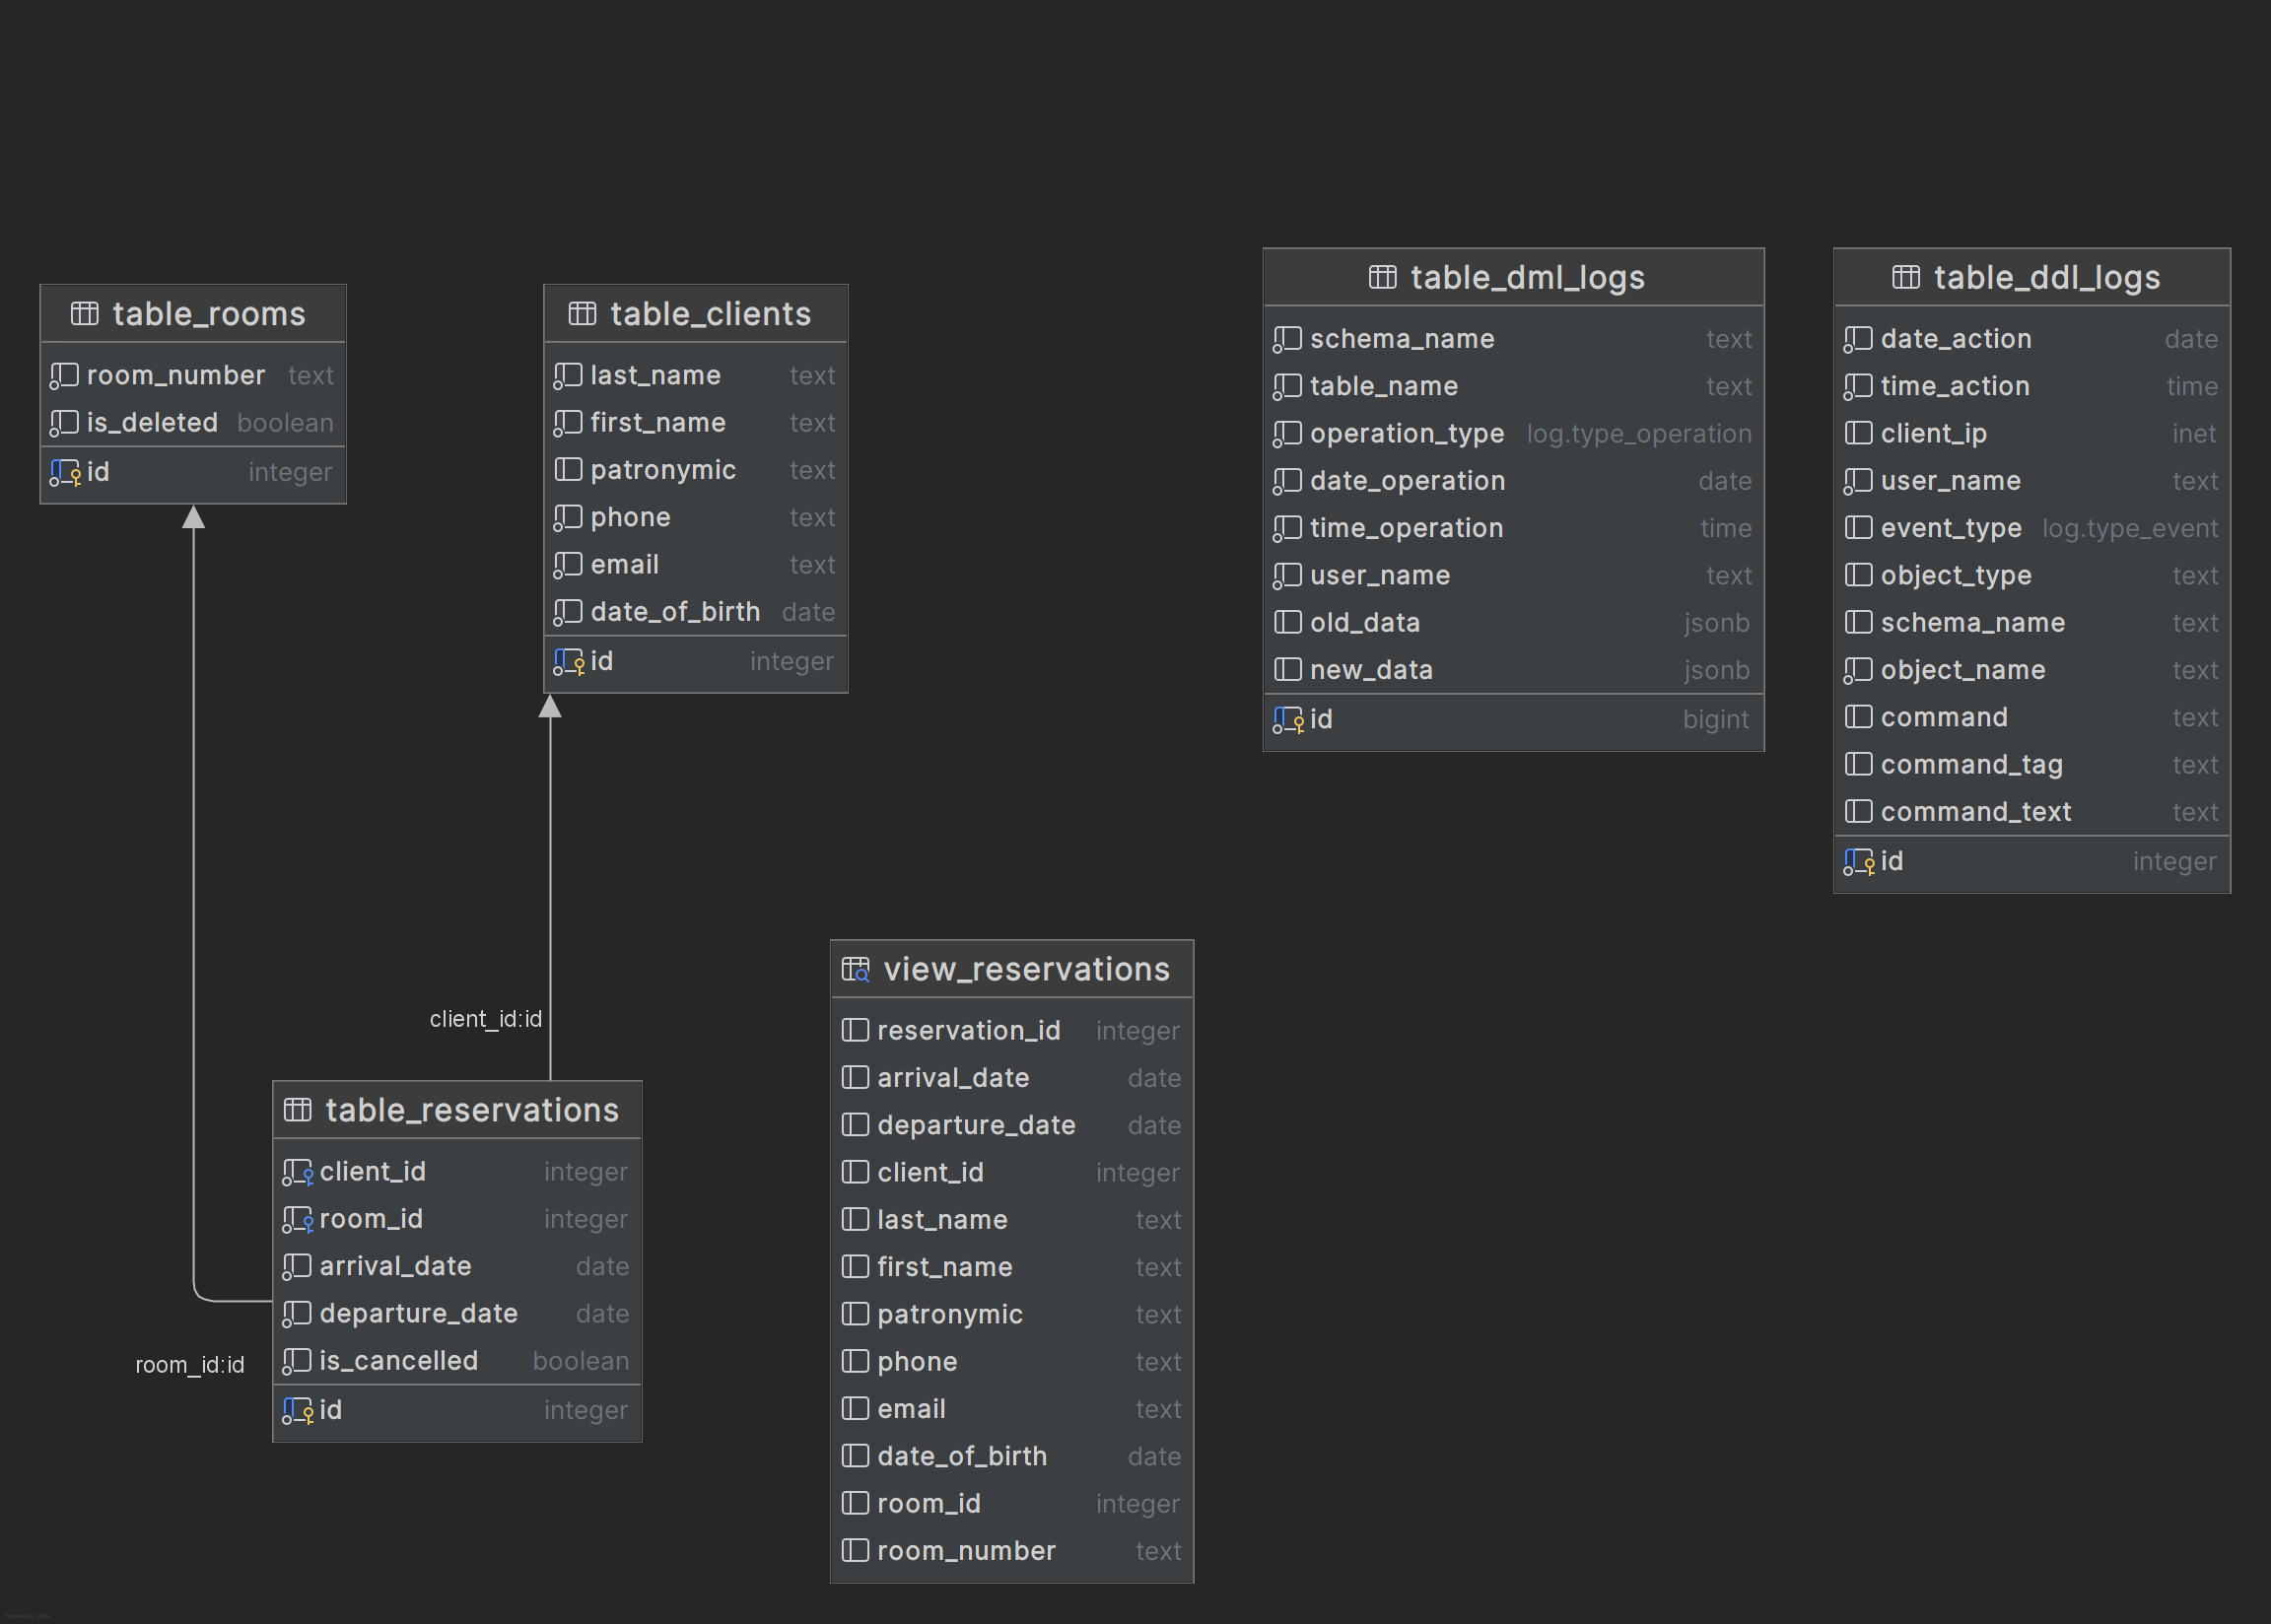 table_rooms
room_number text
is_deleted boolean
id integer
table_clients
last_name text
first_name text
patronymic text
phone text
email text
date_of_birth date
id integer
table_dml_logs
schema_name text
table_name text
operation_type log.type_operation
date_operation date
time_operation time
user_name text
old_data jsonb
new_data jsonb
id bigint
table_ddl_logs
date_action date
time_action time
client_ip inet
user_name text
event_type log.type_event
object_type text
schema_name text
object_name text
command text
command_tag text
command_text text
id integer
client_id:id
room_id:id
table_reservations
client_id integer
room_id integer
arrival_date date
departure_date date
is_cancelled boolean
id integer
view_reservations
reservation_id integer
arrival_date date
departure_date date
client_id integer
last_name text
first_name text
patronymic text
phone text
email text
date_of_birth date
room_id integer
room_number text